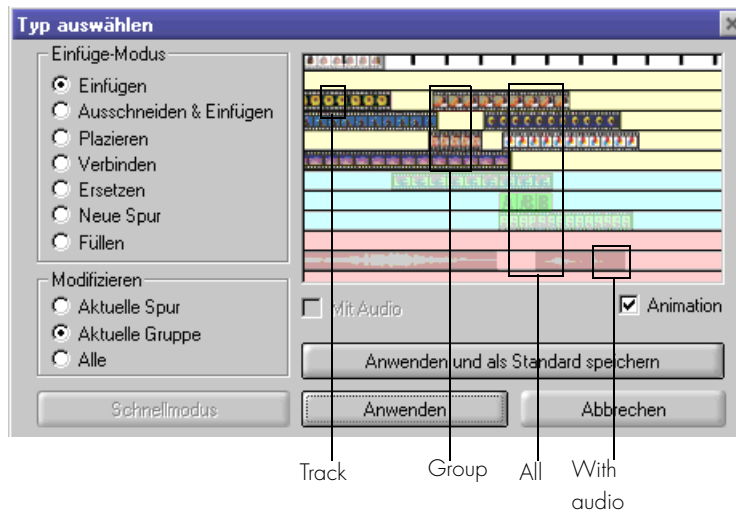 Typ auswählen
Einfüge-Modus
Einfügen
Ausschneiden & Einfügen
Plazieren
Verbinden
Ersetzen
Neue Spur
Füllen
Modifizieren
Aktuelle Spur
Aktuelle Gruppe
Alle
A B
Mit Audio
Animation
Anwenden und als Standard speichern
Schnellmodus
Anwenden
Abbrechen
Track
Group
All
With
audio